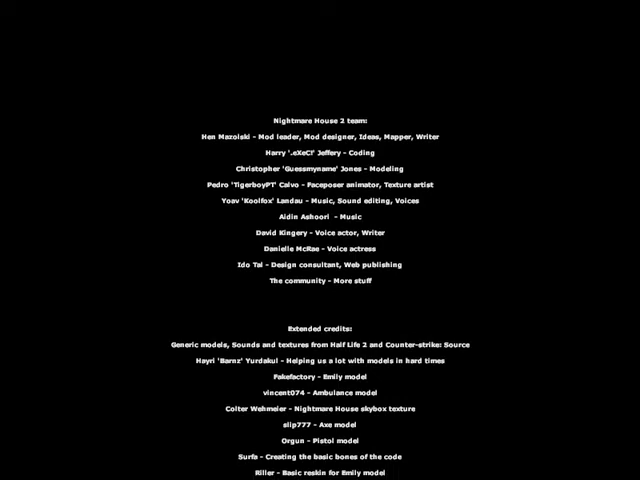 Nightmare House 2 team:
Hen Mazolski - Mod leader, Mod designer, Ideas, Mapper, Writer
Harry '.eXeC!' Jeffery - Coding
Christopher 'Guessmyname' Jones - Modeling
Pedro 'TigerboyPT' Calvo - Faceposer animator, Texture artist
Yoav 'Koolfox' Landau - Music, Sound editing, Voices
Aidin Ashoori  - Music
David Kingery - Voice actor, Writer
Danielle McRae - Voice actress
Ido Tal - Design consultant, Web publishing
The community - More stuff
Extended credits:
Generic models, Sounds and textures from Half Life 2 and Counter-strike: Source
Hayri 'Barnz' Yurdakul - Helping us a lot with models in hard times
Fakefactory - Emily model
vincent074 - Ambulance model
Colter Wehmeier - Nightmare House skybox texture
slip777 - Axe model
Orgun - Pistol model
Surfa - Creating the basic bones of the code
Riller - Basic reskin for Emily model